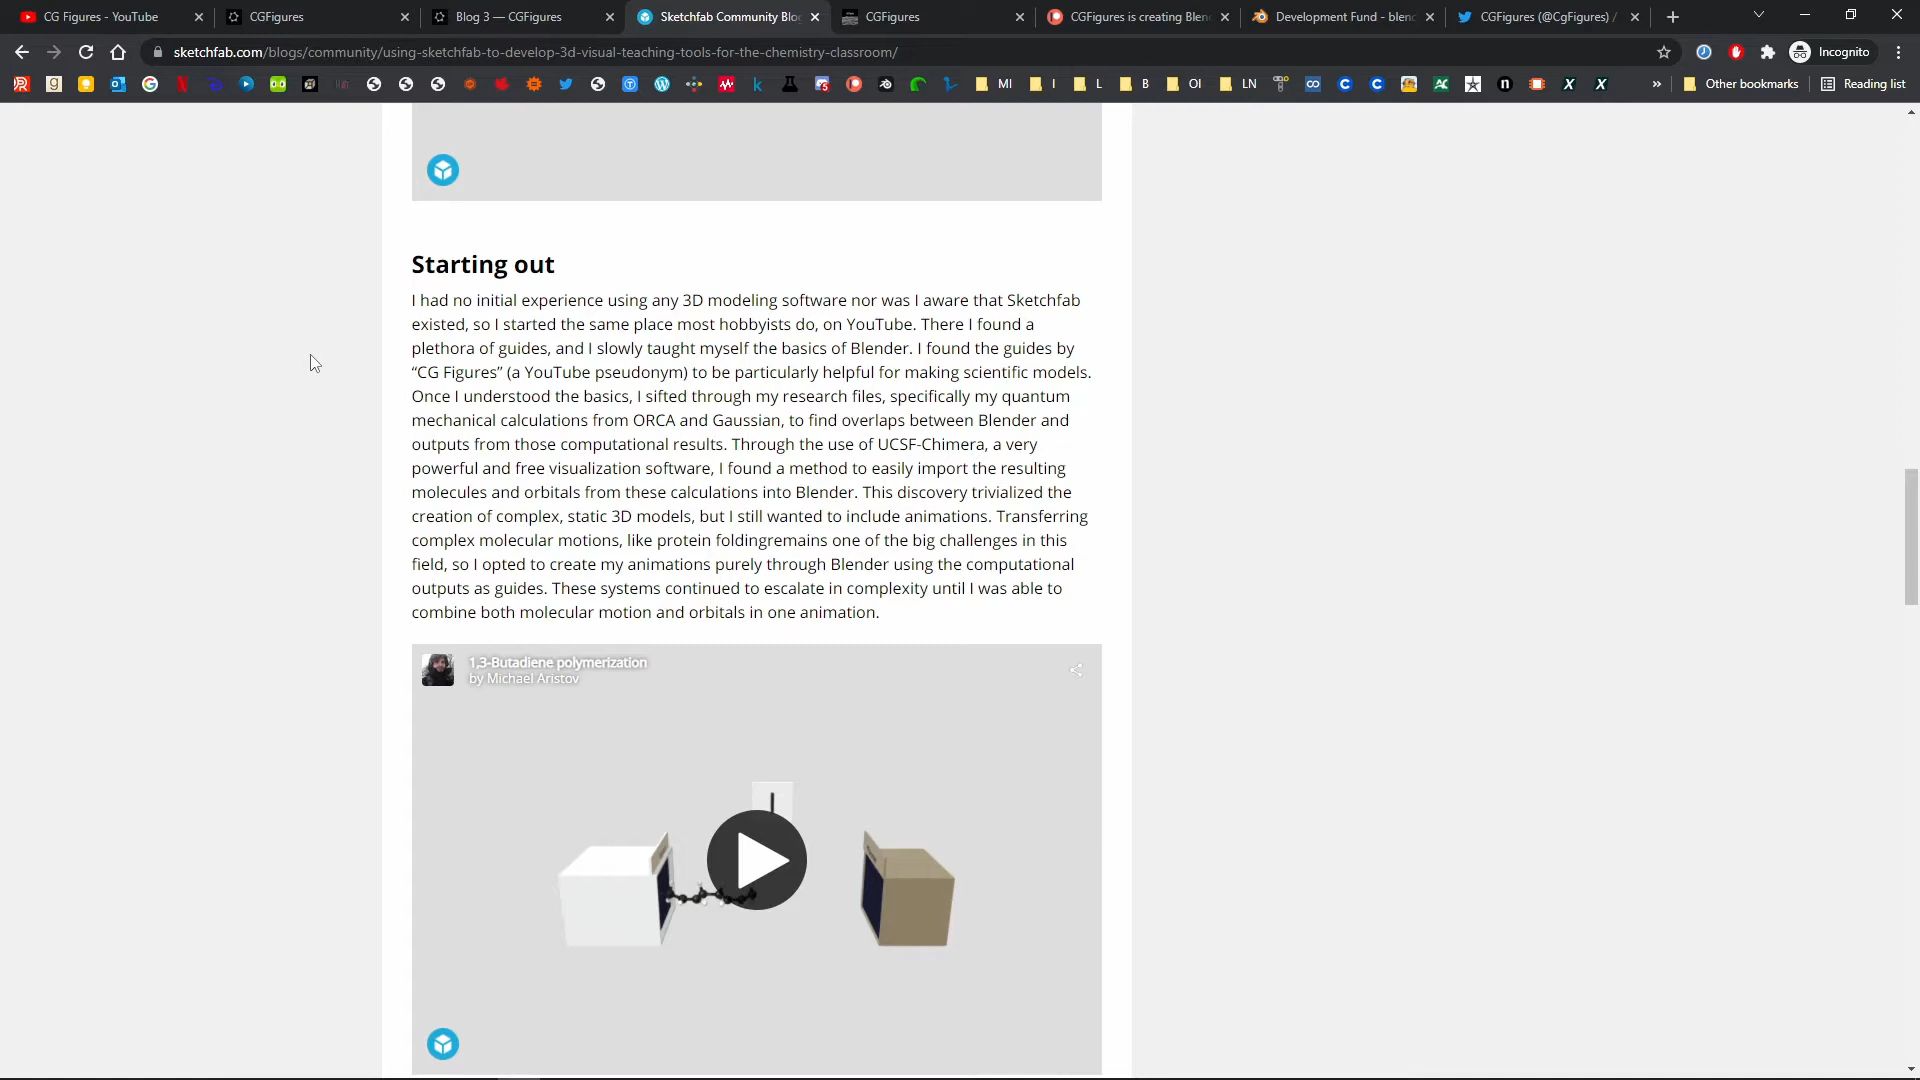 CG Figures - YouTube
CGFigures
Blog 3 — CGFigures
Sketchfab Community Blo
CGFigures
CGFigures is creating Blen
Development Fund - blen
CGFigures (@CgFigures) /
sketchfab.com/blogs/community/using-sketchfab-to-develop-3d-visual-teaching-tools-for-the-chemistry-classroom/
Incognito
MI
I
L
B
OI
LN
»
Other bookmarks
Reading list
Starting out
I had no initial experience using any 3D modeling software nor was I aware that Sketchfab
existed, so I started the same place most hobbyists do, on YouTube. There I found a
plethora of guides, and I slowly taught myself the basics of Blender. I found the guides by
“CG Figures” (a YouTube pseudonym) to be particularly helpful for making scientific models.
Once I understood the basics, I sifted through my research files, specifically my quantum
mechanical calculations from ORCA and Gaussian, to find overlaps between Blender and
outputs from those computational results. Through the use of UCSF-Chimera, a very
powerful and free visualization software, I found a method to easily import the resulting
molecules and orbitals from these calculations into Blender. This discovery trivialized the
creation of complex, static 3D models, but I still wanted to include animations. Transferring
complex molecular motions, like protein foldingremains one of the big challenges in this
field, so I opted to create my animations purely through Blender using the computational
outputs as guides. These systems continued to escalate in complexity until I was able to
combine both molecular motion and orbitals in one animation.
1,3-Butadiene polymerization
by Michael Aristov